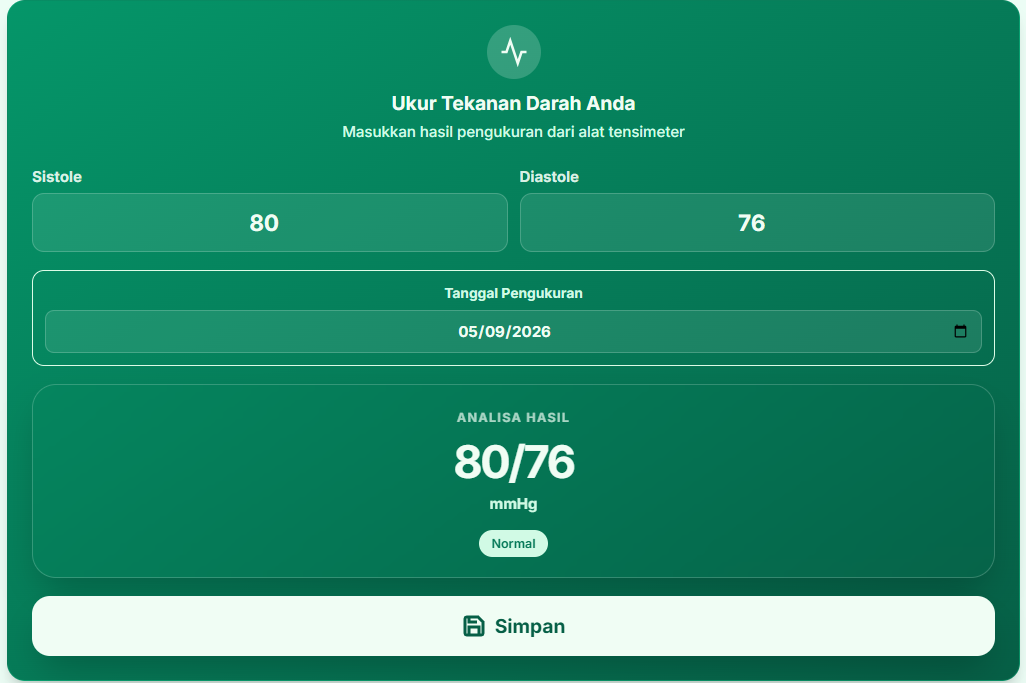 Ukur Tekanan Darah Anda
Masukkan hasil pengukuran dari alat tensimeter
Sistole
Diastole
80
76
Tanggal Pengukuran
05/09/2026
ANALISA HASIL
80/76
mmHg
Normal
Simpan